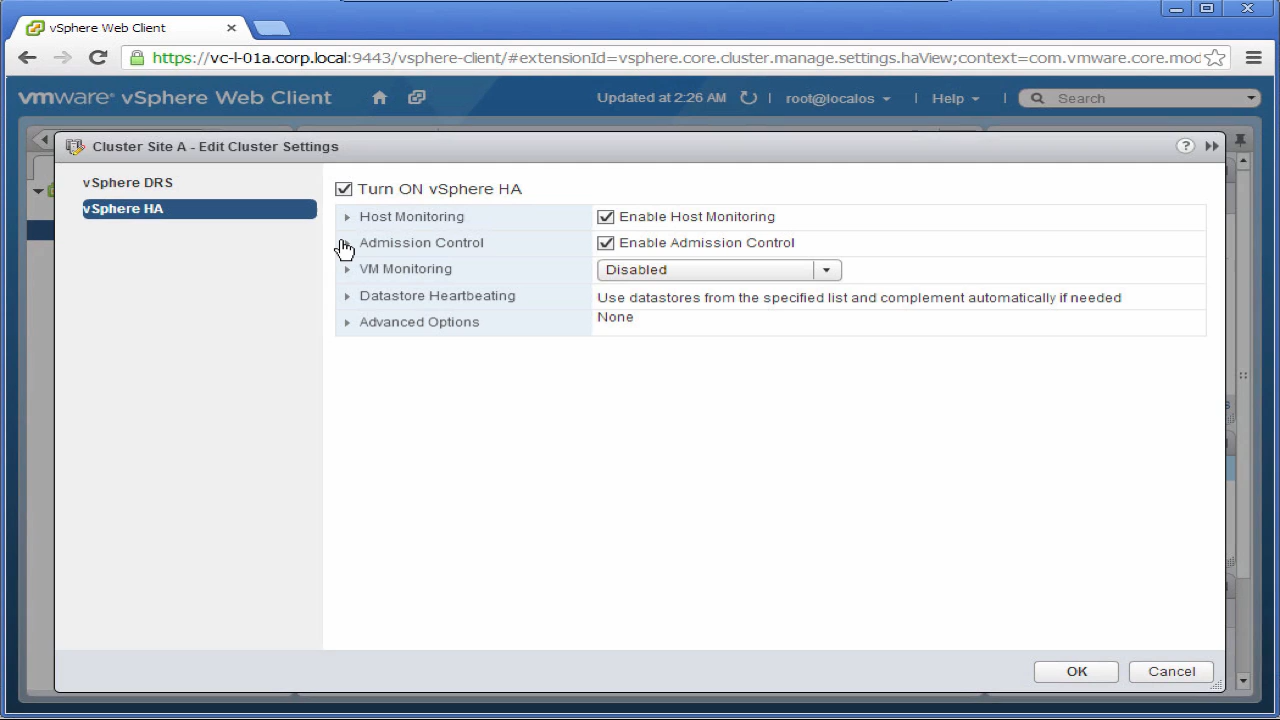 vSphere Web Client
https://vc-l-01a.corp.local:9443/vsphere-client/#extensionId=vsphere.core.cluster.manage.settings.haView;context=com.vmware.core.mod
vmware® vSphere Web Client
Updated at 2:26 AM
root@localos
Help
Search
Cluster Site A - Edit Cluster Settings
vSphere DRS
vSphere HA
Turn ON vSphere HA
Host Monitoring
Enable Host Monitoring
Admission Control
Enable Admission Control
VM Monitoring
Disabled
Datastore Heartbeating
Use datastores from the specified list and complement automatically if needed
Advanced Options
None
OK
Cancel